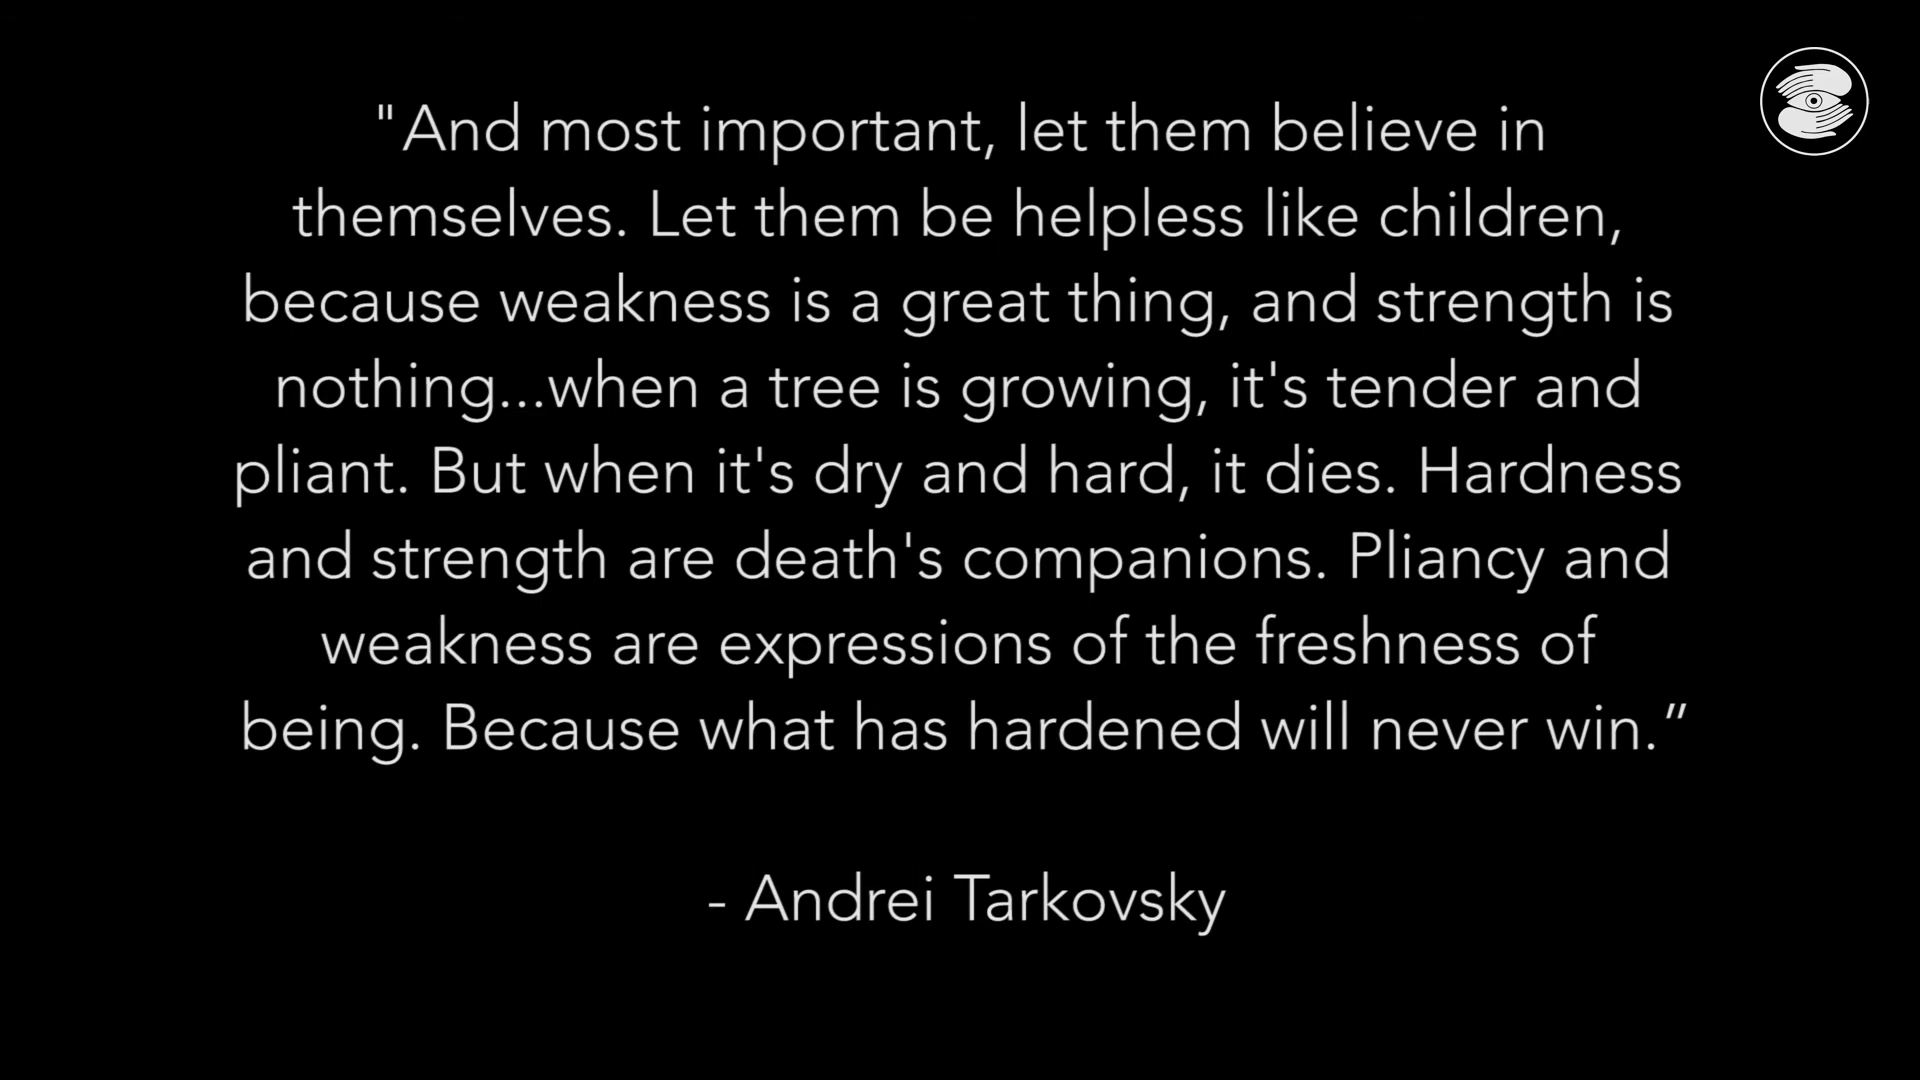 "And most important, let them believe in
themselves. Let them be helpless like children,
because weakness is a great thing, and strength is
nothing...when a tree is growing, it's tender and
pliant. But when it's dry and hard, it dies. Hardness
and strength are death's companions. Pliancy and
weakness are expressions of the freshness of
being. Because what has hardened will never win.”
- Andrei Tarkovsky